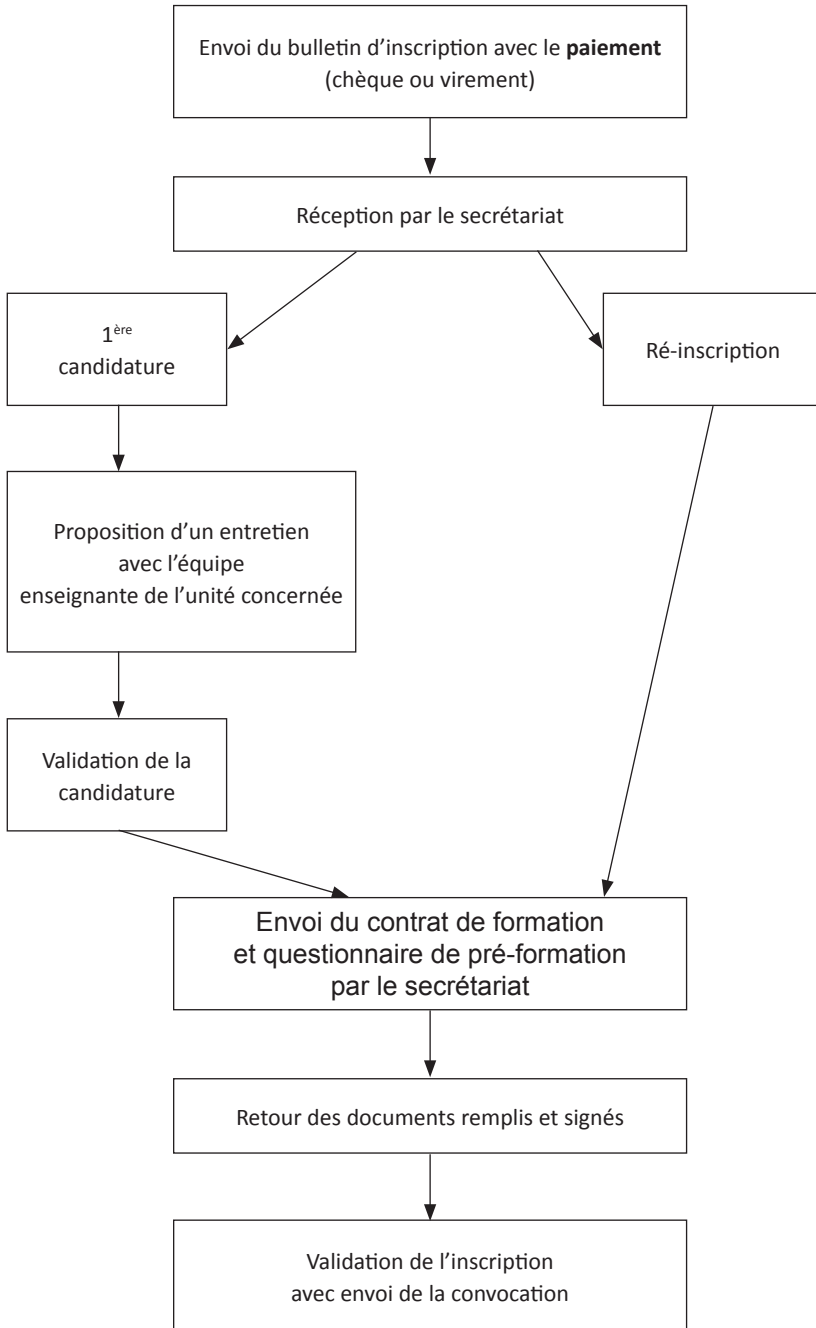 Envoi du bulletin d’inscription avec le paiement
(chèque ou virement)
Réception par le secrétariat
1ère
candidature
Ré-inscription
Proposition d’un entretien
avec l’équipe
enseignante de l’unité concernée
Validation de la
candidature
Envoi du contrat de formation
et questionnaire de pré-formation
par le secrétariat
Retour des documents remplis et signés
Validation de l’inscription
avec envoi de la convocation